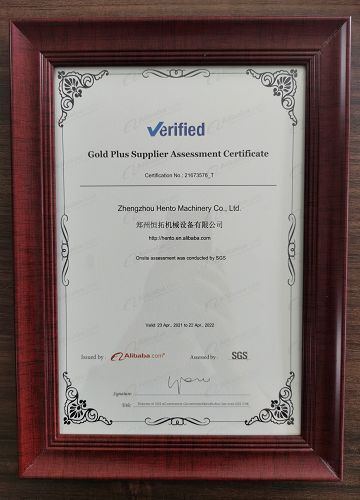 Verified
Gold Plus Supplier Assessment Certificate
Certification No.: 21673576_T
Zhengzhou Hento Machinery Co., Ltd.
郑州恒拓机械设备有限公司
http://hento.en.alibaba.com
Onsite assessment was conducted by SGS
Valid: 23 Apr., 2021 to 22 Apr., 2022
Issued by : Alibaba.com® Assessed by : SGS
Signature
Title: